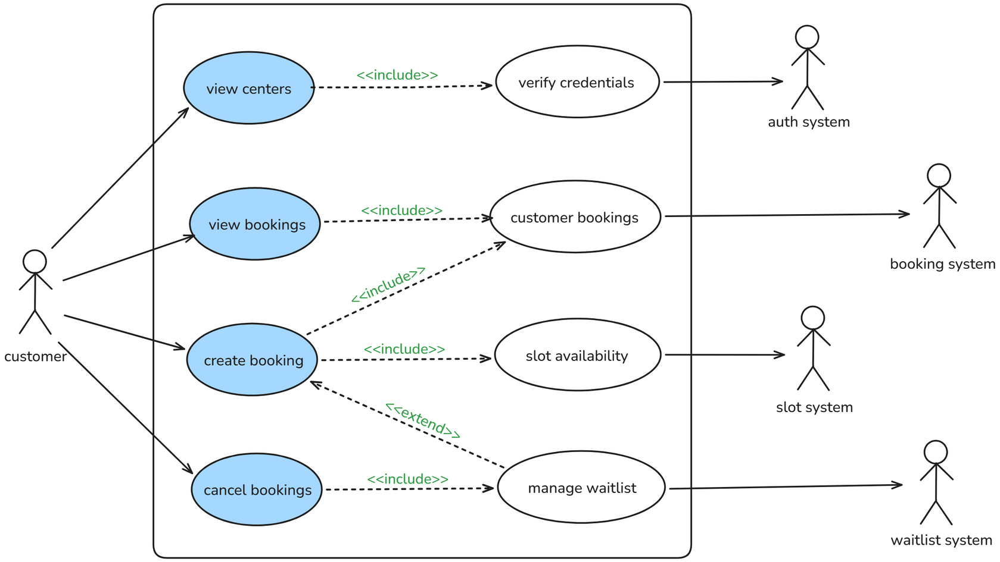 view centers
<<include>>
verify credentials
auth system
view bookings
<<include>>
customer bookings
booking system
<<include>>
customer
create booking
<<include>>
slot availability
slot system
<<extend>>
cancel bookings
<<include>>
manage waitlist
waitlist system